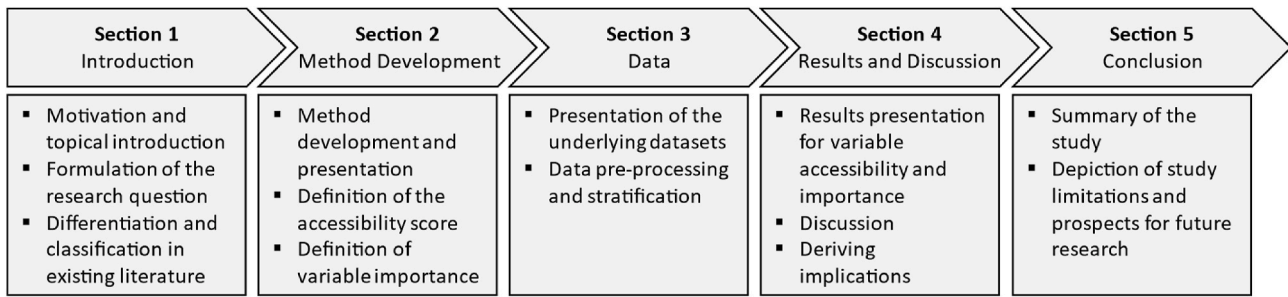 Section 1
Introduction
Section 2
Method Development
Section 3
Data
Section 4
Results and Discussion
Section 5
Conclusion
▪ Motivation and
topical introduction
▪ Formulation of the
research question
▪ Differentiation and
classification in
existing literature
▪ Method
development and
presentation
▪ Definition of the
accessibility score
▪ Definition of
variable importance
▪ Presentation of the
underlying datasets
▪ Data pre-processing
and stratification
▪ Results presentation
for variable
accessibility and
importance
▪ Discussion
▪ Deriving
implications
▪ Summary of the
study
▪ Depiction of study
limitations and
prospects for future
research